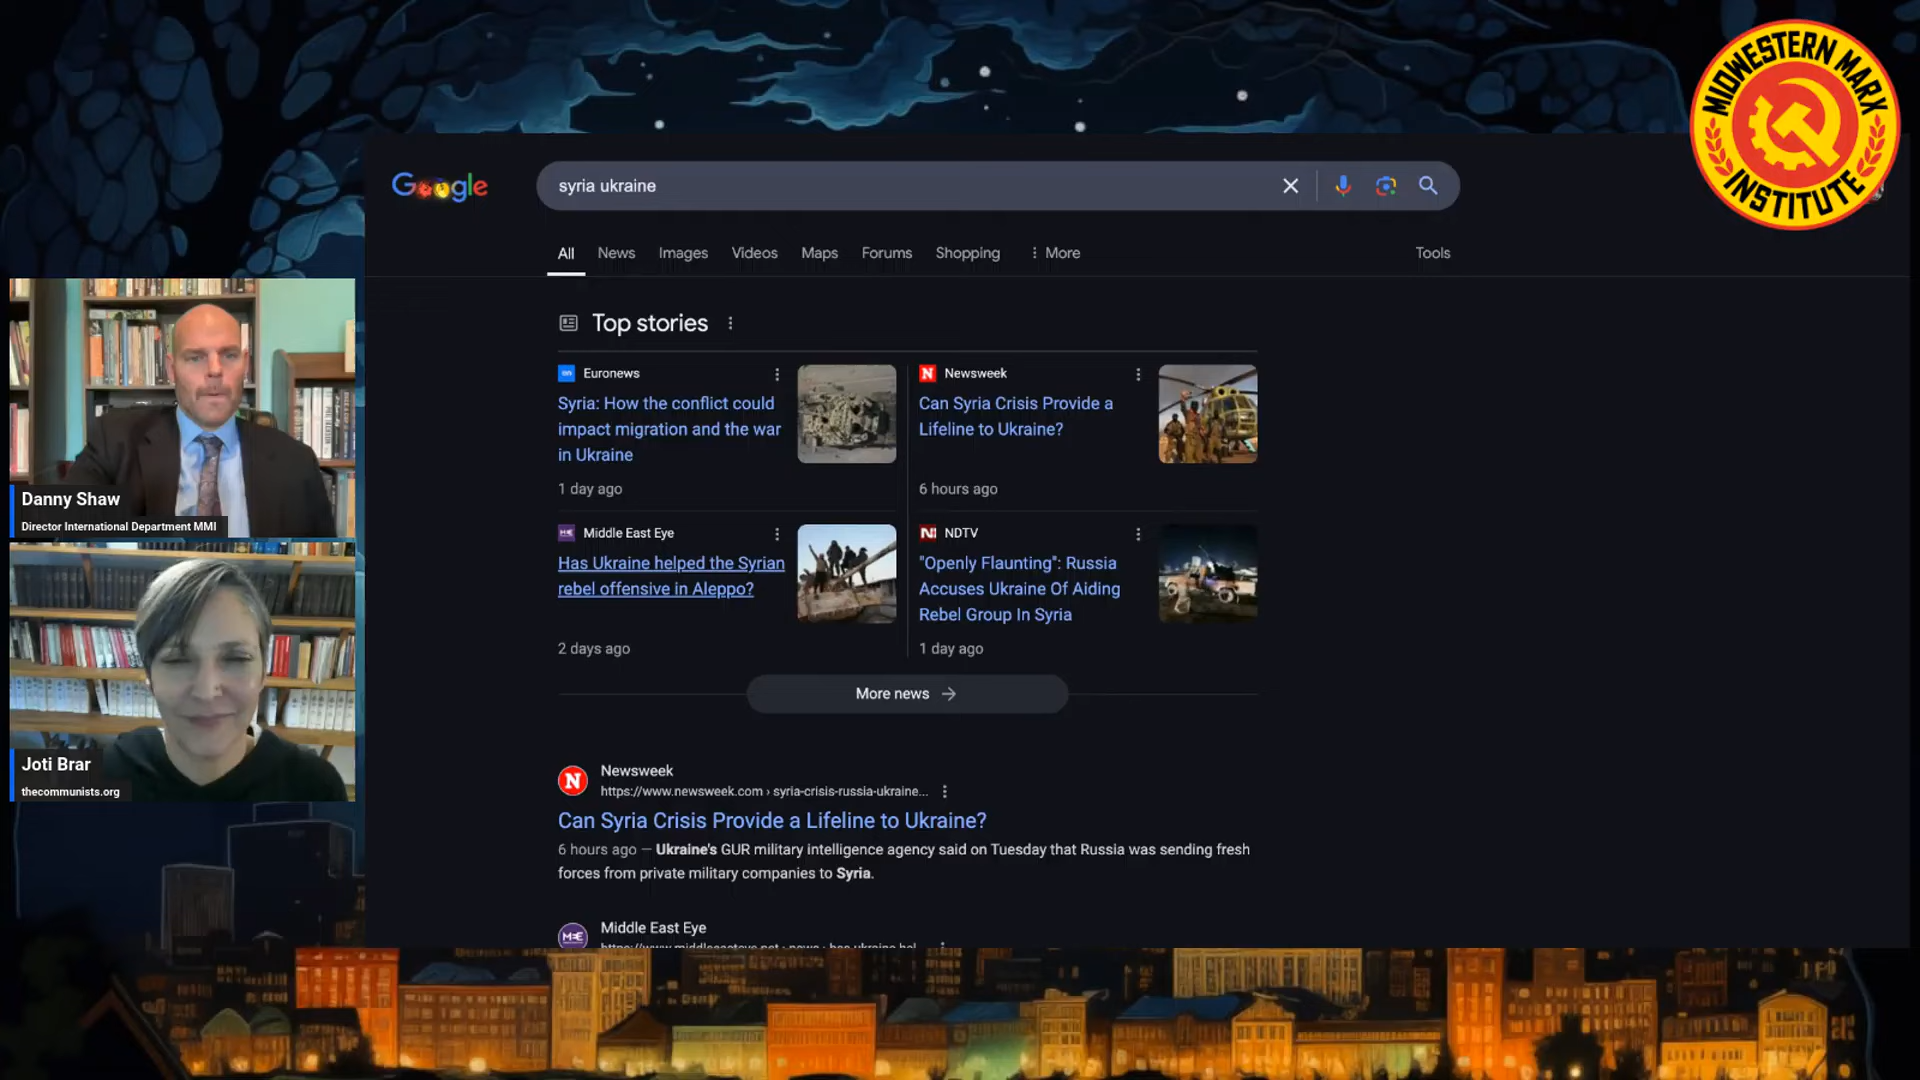 MIDWESTERN MARX
INSTITUTE
Google
syria ukraine
All
News
Images
Videos
Maps
Forums
Shopping
More
Tools
Top stories
Euronews
Syria: How the conflict could
impact migration and the war
in Ukraine
1 day ago
Newsweek
Can Syria Crisis Provide a
Lifeline to Ukraine?
6 hours ago
Middle East Eye
Has Ukraine helped the Syrian
rebel offensive in Aleppo?
2 days ago
NDTV
"Openly Flaunting": Russia
Accuses Ukraine Of Aiding
Rebel Group In Syria
1 day ago
More news
Newsweek
https://www.newsweek.com › syria-crisis-russia-ukraine...
Can Syria Crisis Provide a Lifeline to Ukraine?
6 hours ago — Ukraine's GUR military intelligence agency said on Tuesday that Russia was sending fresh
forces from private military companies to Syria.
Middle East Eye
Danny Shaw
Director International Department MMI
Joti Brar
thecommunists.org